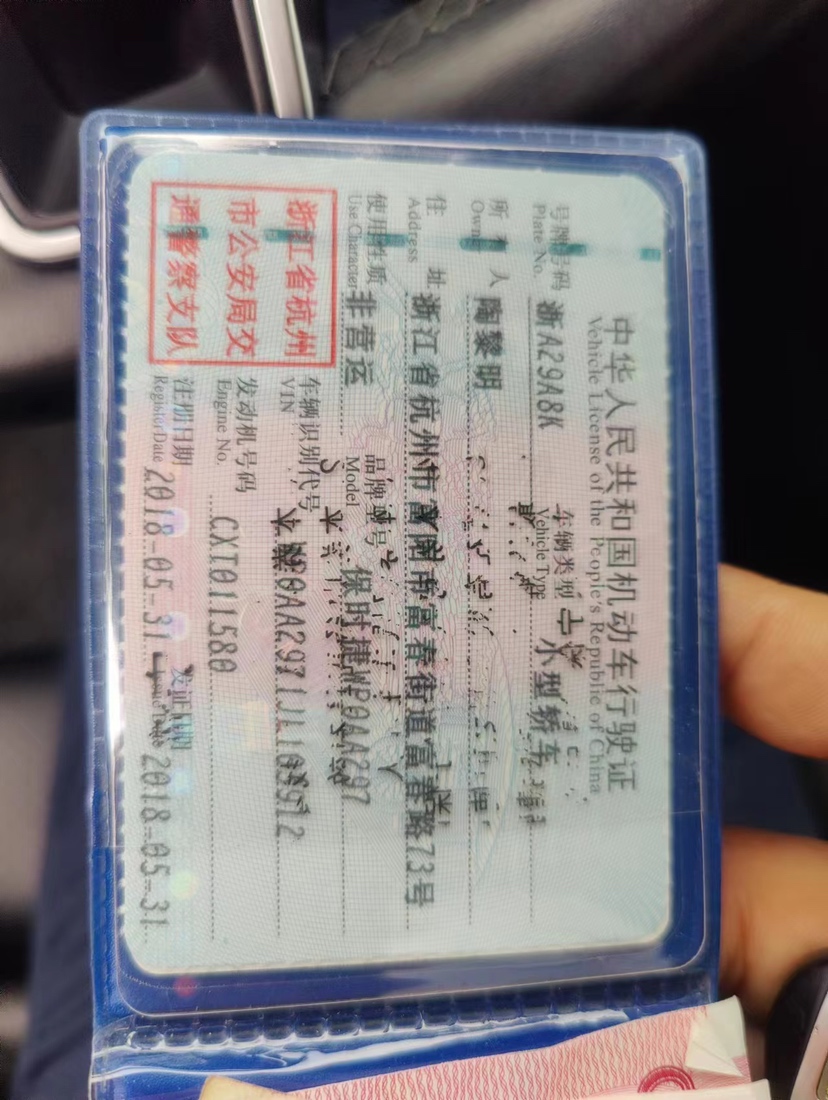 中华人民共和国机动车行驶证
Vehicle License of the People's Republic of China
号牌号码 浙A29A8K 车辆类型 小型轿车
Plate No. Vehicle Type
所有人 陶黎明
Owner
住址 浙江省杭州市富阳市富春街道富春路73号
Address
使用性质 非营运 品牌型号 保时捷WP0AA297
Use Character Model
浙江省杭州
市公安局交
通警察支队
车辆识别代号
VIN
发动机号码 CXT011580
Engine No.
注册日期 2018-05-31 发证日期 2018-05-31
Register Date